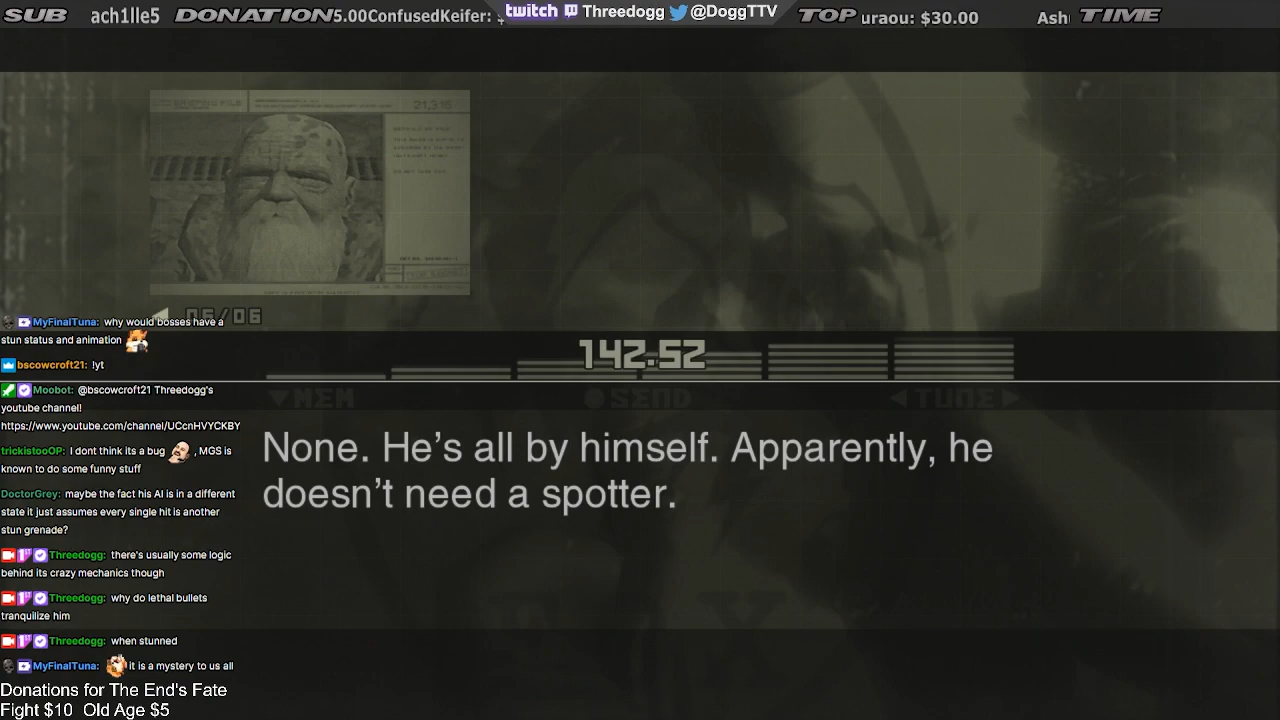 SUB ach1lle5 DONATION 5.00ConfusedKeifer: $ twitch Threedogg @DoggTTV TOP uraou: $30.00 Ash TIME
BRIEFING FILE
21,316
06/06
MyFinalTuna: why would bosses have a
stun status and animation
bscowcroft21: !yt
Moobot: @bscowcroft21 Threedogg's
youtube channel!
https://www.youtube.com/channel/UCcnHVYCKBY
trickistooOP: I dont think its a bug , MGS is
known to do some funny stuff
DoctorGrey: maybe the fact his AI is in a different
state it just assumes every single hit is another
stun grenade?
Threedogg: there's usually some logic
behind its crazy mechanics though
Threedogg: why do lethal bullets
tranquilize him
Threedogg: when stunned
MyFinalTuna: it is a mystery to us all
Donations for The End's Fate
Fight $10 Old Age $5
142.52
MEM SEND TUNE
None. He's all by himself. Apparently, he
doesn't need a spotter.